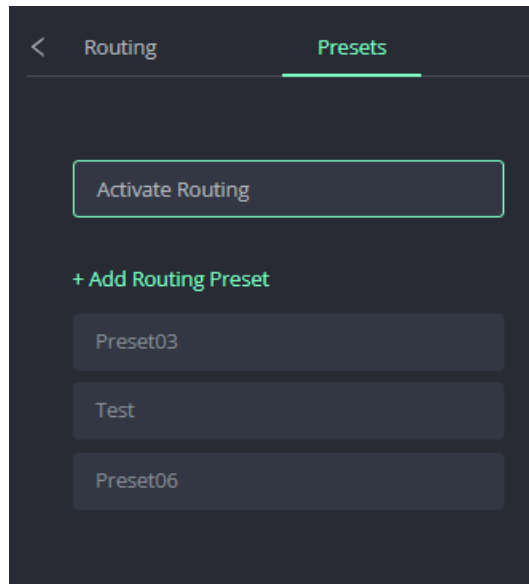 Routing Presets
Activate Routing
+ Add Routing Preset
Preset03
Test
Preset06